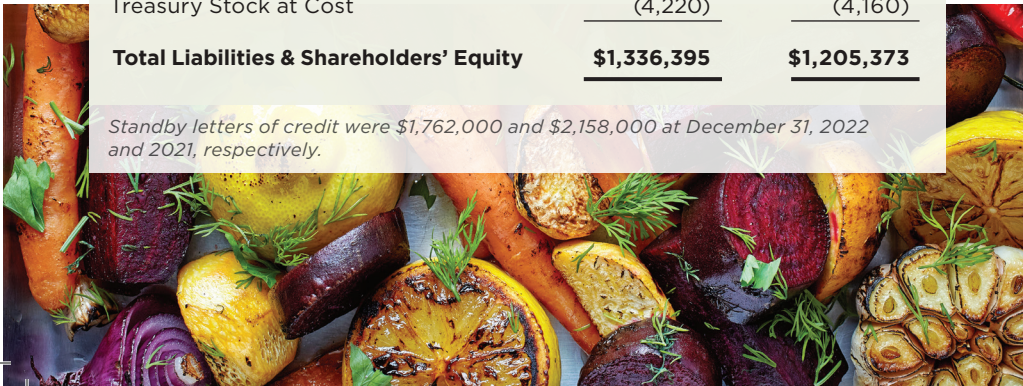 Treasury Stock at Cost (4,220) (4,160)
Total Liabilities & Shareholders’ Equity $1,336,395 $1,205,373
Standby letters of credit were $1,762,000 and $2,158,000 at December 31, 2022
and 2021, respectively.